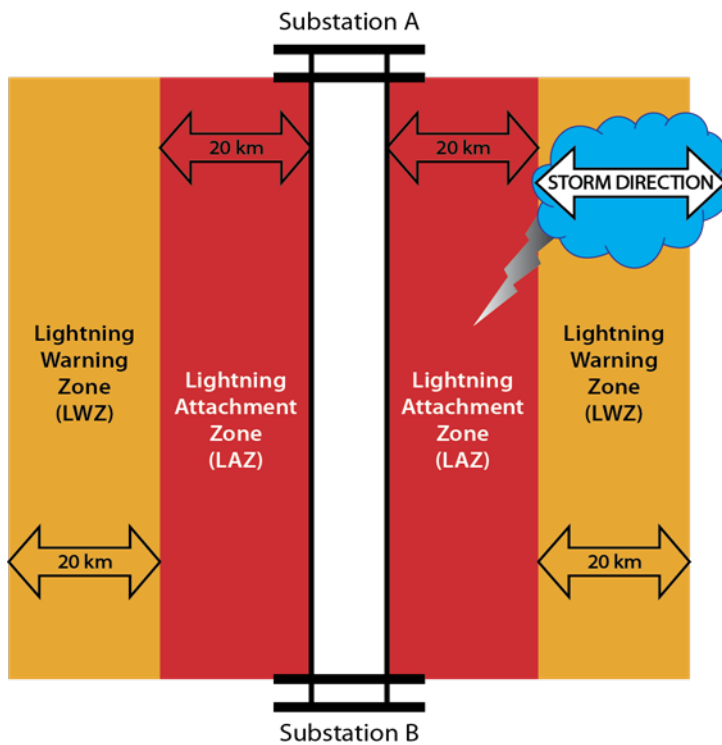 Substation A
20 km
20 km
STORM DIRECTION
Lightning
Warning
Zone
(LWZ)
Lightning
Attachment
Zone
(LAZ)
Lightning
Attachment
Zone
(LAZ)
Lightning
Warning
Zone
(LWZ)
20 km
20 km
Substation B